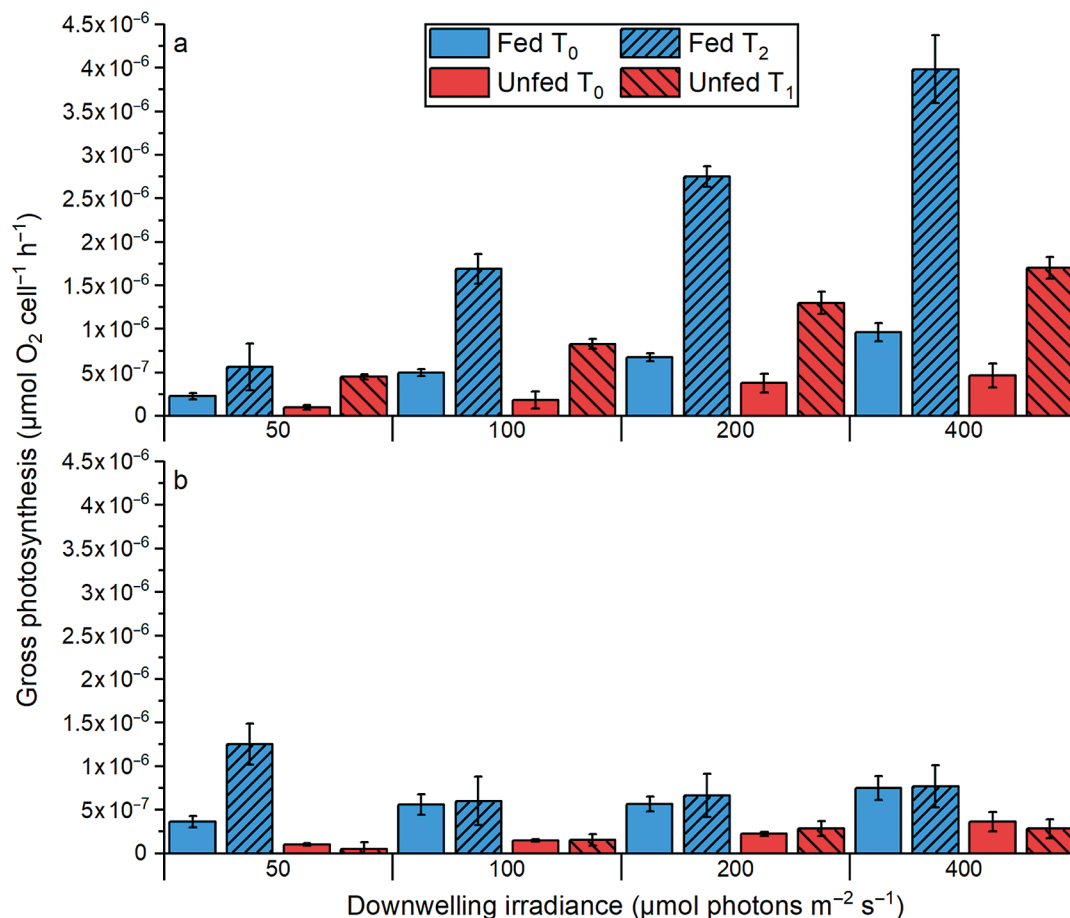 a
Fed T₀
Fed T₂
Unfed T₀
Unfed T₁
4.5x10⁻⁶
4x10⁻⁶
3.5x10⁻⁶
3x10⁻⁶
2.5x10⁻⁶
2x10⁻⁶
1.5x10⁻⁶
1x10⁻⁶
5x10⁻⁷
0
50 100 200 400
b
4.5x10⁻⁶
4x10⁻⁶
3.5x10⁻⁶
3x10⁻⁶
2.5x10⁻⁶
2x10⁻⁶
1.5x10⁻⁶
1x10⁻⁶
5x10⁻⁷
0
50 100 200 400
Gross photosynthesis (µmol O₂ cell⁻¹ h⁻¹)
Downwelling irradiance (µmol photons m⁻² s⁻¹)